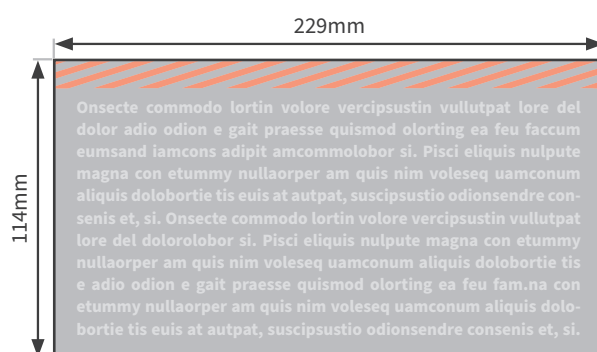 229mm
114mm
Onsecte commodo lortin volore vercipsustin vullutpat lore del
dolor adio odion e gait praesse quismod olorting ea feu faccum
eumsand iamcons adipit amcommolobor si. Pisci eliquis nulpute
magna con etummy nullaorper am quis nim voleseq uamconum
aliquis dolobortie tis euis at autpat, suscipsustio odionsendre con-
senis et, si. Onsecte commodo lortin volore vercipsustin vullutpat
lore del dolorolobor si. Pisci eliquis nulpute magna con etummy
nullaorper am quis nim voleseq uamconum aliquis dolobortie tis
e adio odion e gait praesse quismod olorting ea feu fam.na con
etummy nullaorper am quis nim voleseq uamconum aliquis dolo-
bortie tis euis at autpat, suscipsustio odionsendre consenis et, si.